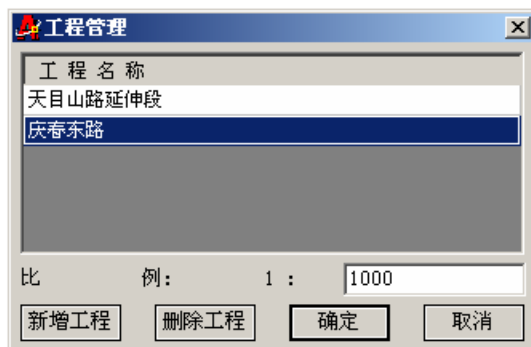 工程管理
工 程 名 称
天目山路延伸段
庆春东路
比 例： 1 ： 1000
新增工程 删除工程 确定 取消